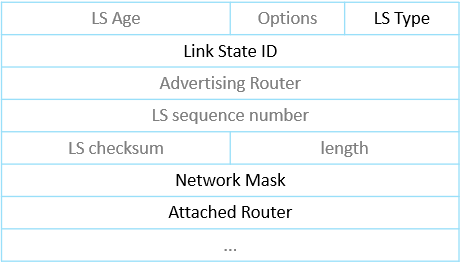 LS Age Options LS Type
Link State ID
Advertising Router
LS sequence number
LS checksum length
Network Mask
Attached Router
...